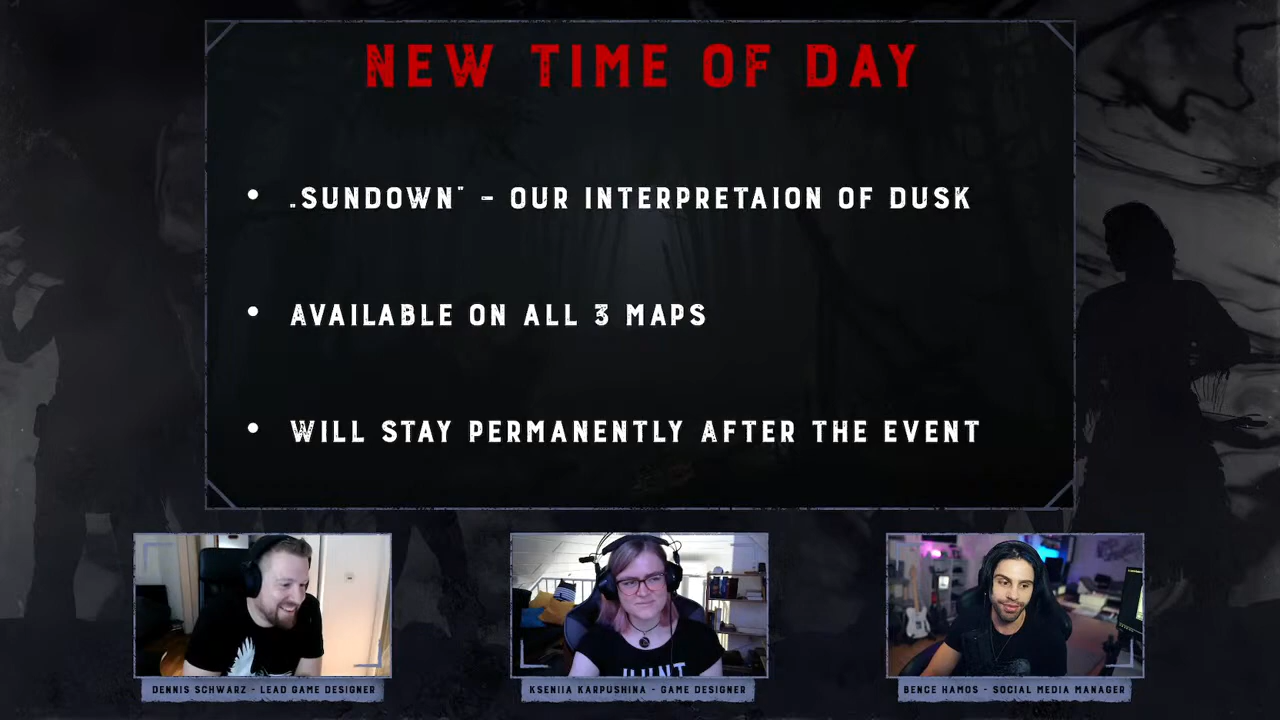 NEW TIME OF DAY
• „SUNDOWN" - OUR INTERPRETAION OF DUSK
• AVAILABLE ON ALL 3 MAPS
• WILL STAY PERMANENTLY AFTER THE EVENT
HUNT
DENNIS SCHWARZ - LEAD GAME DESIGNER
KSENIIA KARPUSHINA - GAME DESIGNER
BENCE HAMOS - SOCIAL MEDIA MANAGER